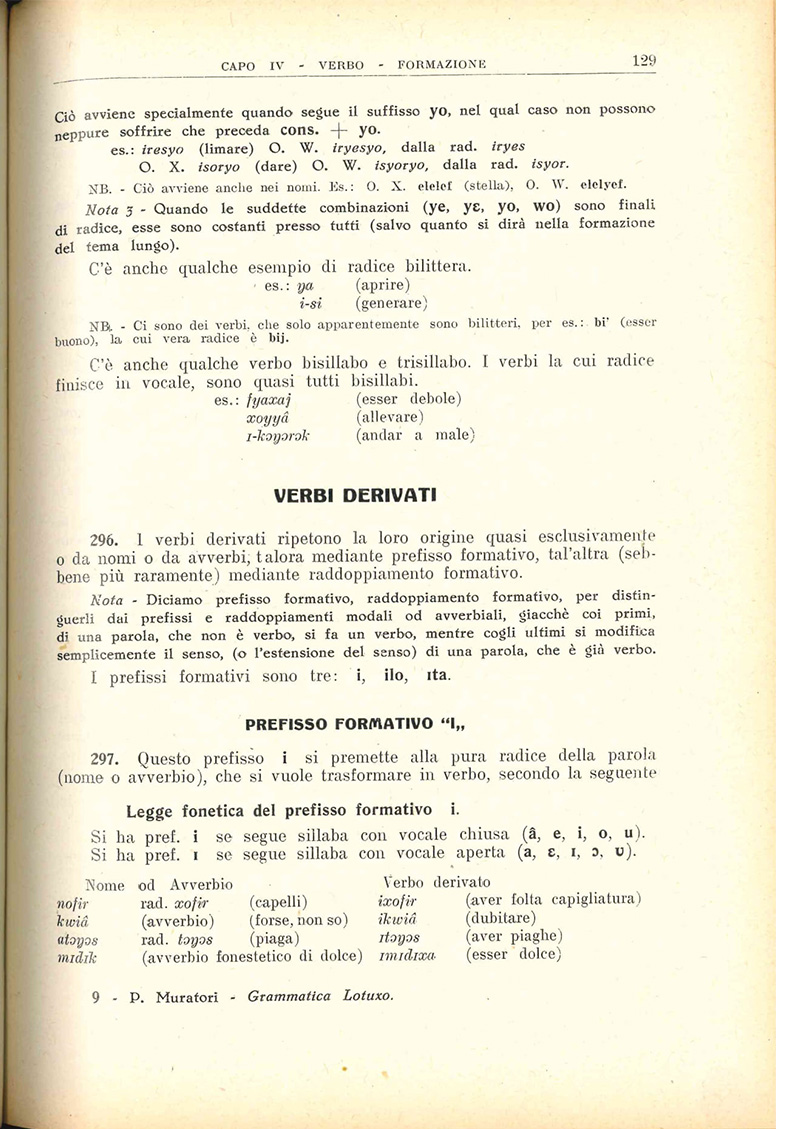 CAPO IV - VERBO - FORMAZIONE 129
Ciò avviene specialmente quando segue il suffisso yo, nel qual caso non possono
neppure soffrire che preceda cons. + yo.
es.: iresyo (limare) O. W. iryesyo, dalla rad. iryes
O. X. isoryo (dare) O. W. isyoryo, dalla rad. isyor.
NB. - Ciò avviene anche nei nomi. Es.: O. X. elelef (stella), O. W. elelyef.
Nota 3 - Quando le suddette combinazioni (ye, yɛ, yo, wo) sono finali
di radice, esse sono costanti presso tutti (salvo quanto si dirà nella formazione
del tema lungo).
C'è anche qualche esempio di radice bilittera.
es.: ya (aprire)
i-si (generare)
NB. - Ci sono dei verbi, che solo apparentemente sono bilitteri, per es.: bi' (esser
buono), la cui vera radice è bij.
C'è anche qualche verbo bisillabo e trisillabo. I verbi la cui radice
finisce in vocale, sono quasi tutti bisillabi.
es.: fyaxaj (esser debole)
xoyyâ (allevare)
ɪ-kɔyɔrɔk (andar a male)
VERBI DERIVATI
296. I verbi derivati ripetono la loro origine quasi esclusivamente
o da nomi o da avverbi, talora mediante prefisso formativo, tal'altra (seb-
bene più raramente) mediante raddoppiamento formativo.
Nota - Diciamo prefisso formativo, raddoppiamento formativo, per distin-
guerli dai prefissi e raddoppiamenti modali od avverbiali, giacchè coi primi,
di una parola, che non è verbo, si fa un verbo, mentre cogli ultimi si modifica
semplicemente il senso, (o l'estensione del senso) di una parola, che è già verbo.
I prefissi formativi sono tre: i, ilo, ɪta.
PREFISSO FORMATIVO “I„
297. Questo prefisso i si premette alla pura radice della parola
(nome o avverbio), che si vuole trasformare in verbo, secondo la seguente
Legge fonetica del prefisso formativo i.
Si ha pref. i se segue sillaba con vocale chiusa (â, e, i, o, u).
Si ha pref. ɪ se segue sillaba con vocale aperta (a, ɛ, ɪ, ɔ, ʋ).
Nome od Avverbio Verbo derivato
nofir rad. xofir (capelli) ixofir (aver folta capigliatura)
kwiâ (avverbio) (forse, non so) ikwiâ (dubitare)
atɔyɔs rad. tɔyɔs (piaga) ɪtɔyɔs (aver piaghe)
mɪdɪk (avverbio fonestetico di dolce) ɪmɪdɪxa (esser dolce)
9 - P. Muratori - Grammatica Lotuxo.